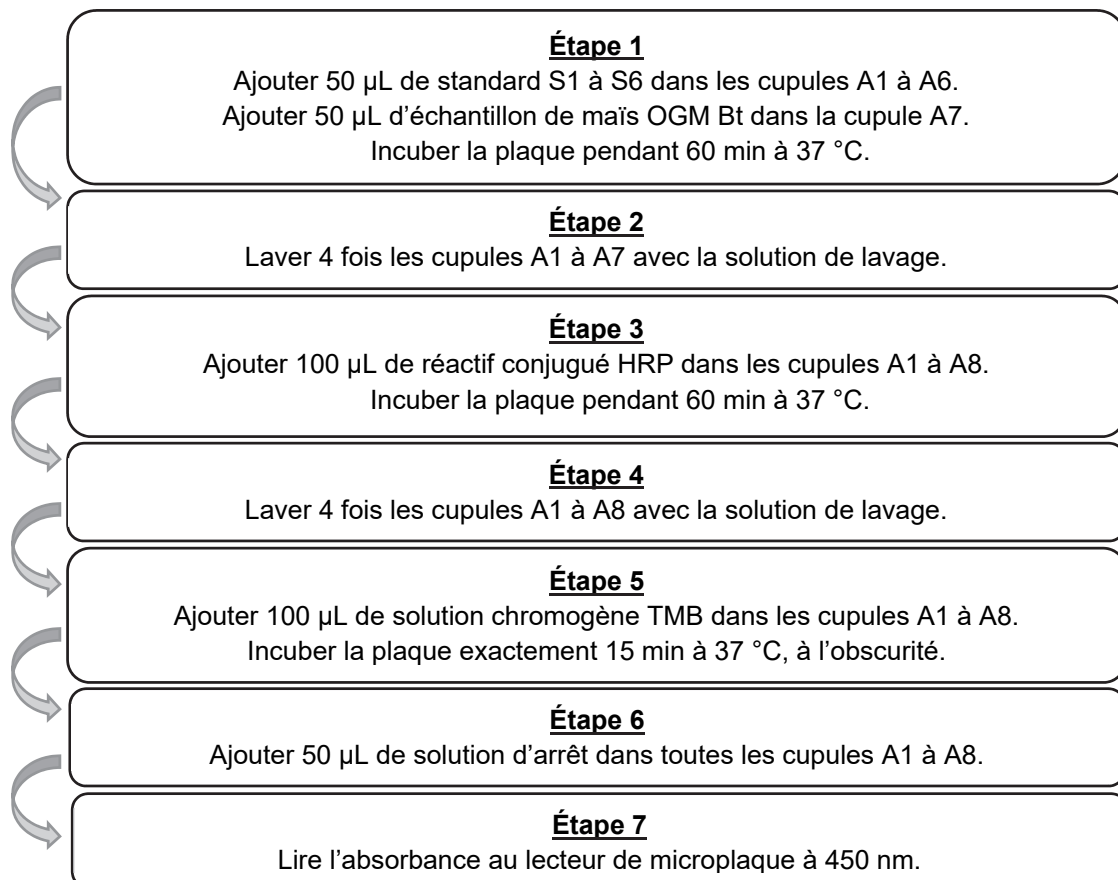 Étape 1
Ajouter 50 µL de standard S1 à S6 dans les cupules A1 à A6.
Ajouter 50 µL d’échantillon de maïs OGM Bt dans la cupule A7.
Incuber la plaque pendant 60 min à 37 °C.
Étape 2
Laver 4 fois les cupules A1 à A7 avec la solution de lavage.
Étape 3
Ajouter 100 µL de réactif conjugué HRP dans les cupules A1 à A8.
Incuber la plaque pendant 60 min à 37 °C.
Étape 4
Laver 4 fois les cupules A1 à A8 avec la solution de lavage.
Étape 5
Ajouter 100 µL de solution chromogène TMB dans les cupules A1 à A8.
Incuber la plaque exactement 15 min à 37 °C, à l’obscurité.
Étape 6
Ajouter 50 µL de solution d’arrêt dans toutes les cupules A1 à A8.
Étape 7
Lire l’absorbance au lecteur de microplaque à 450 nm.